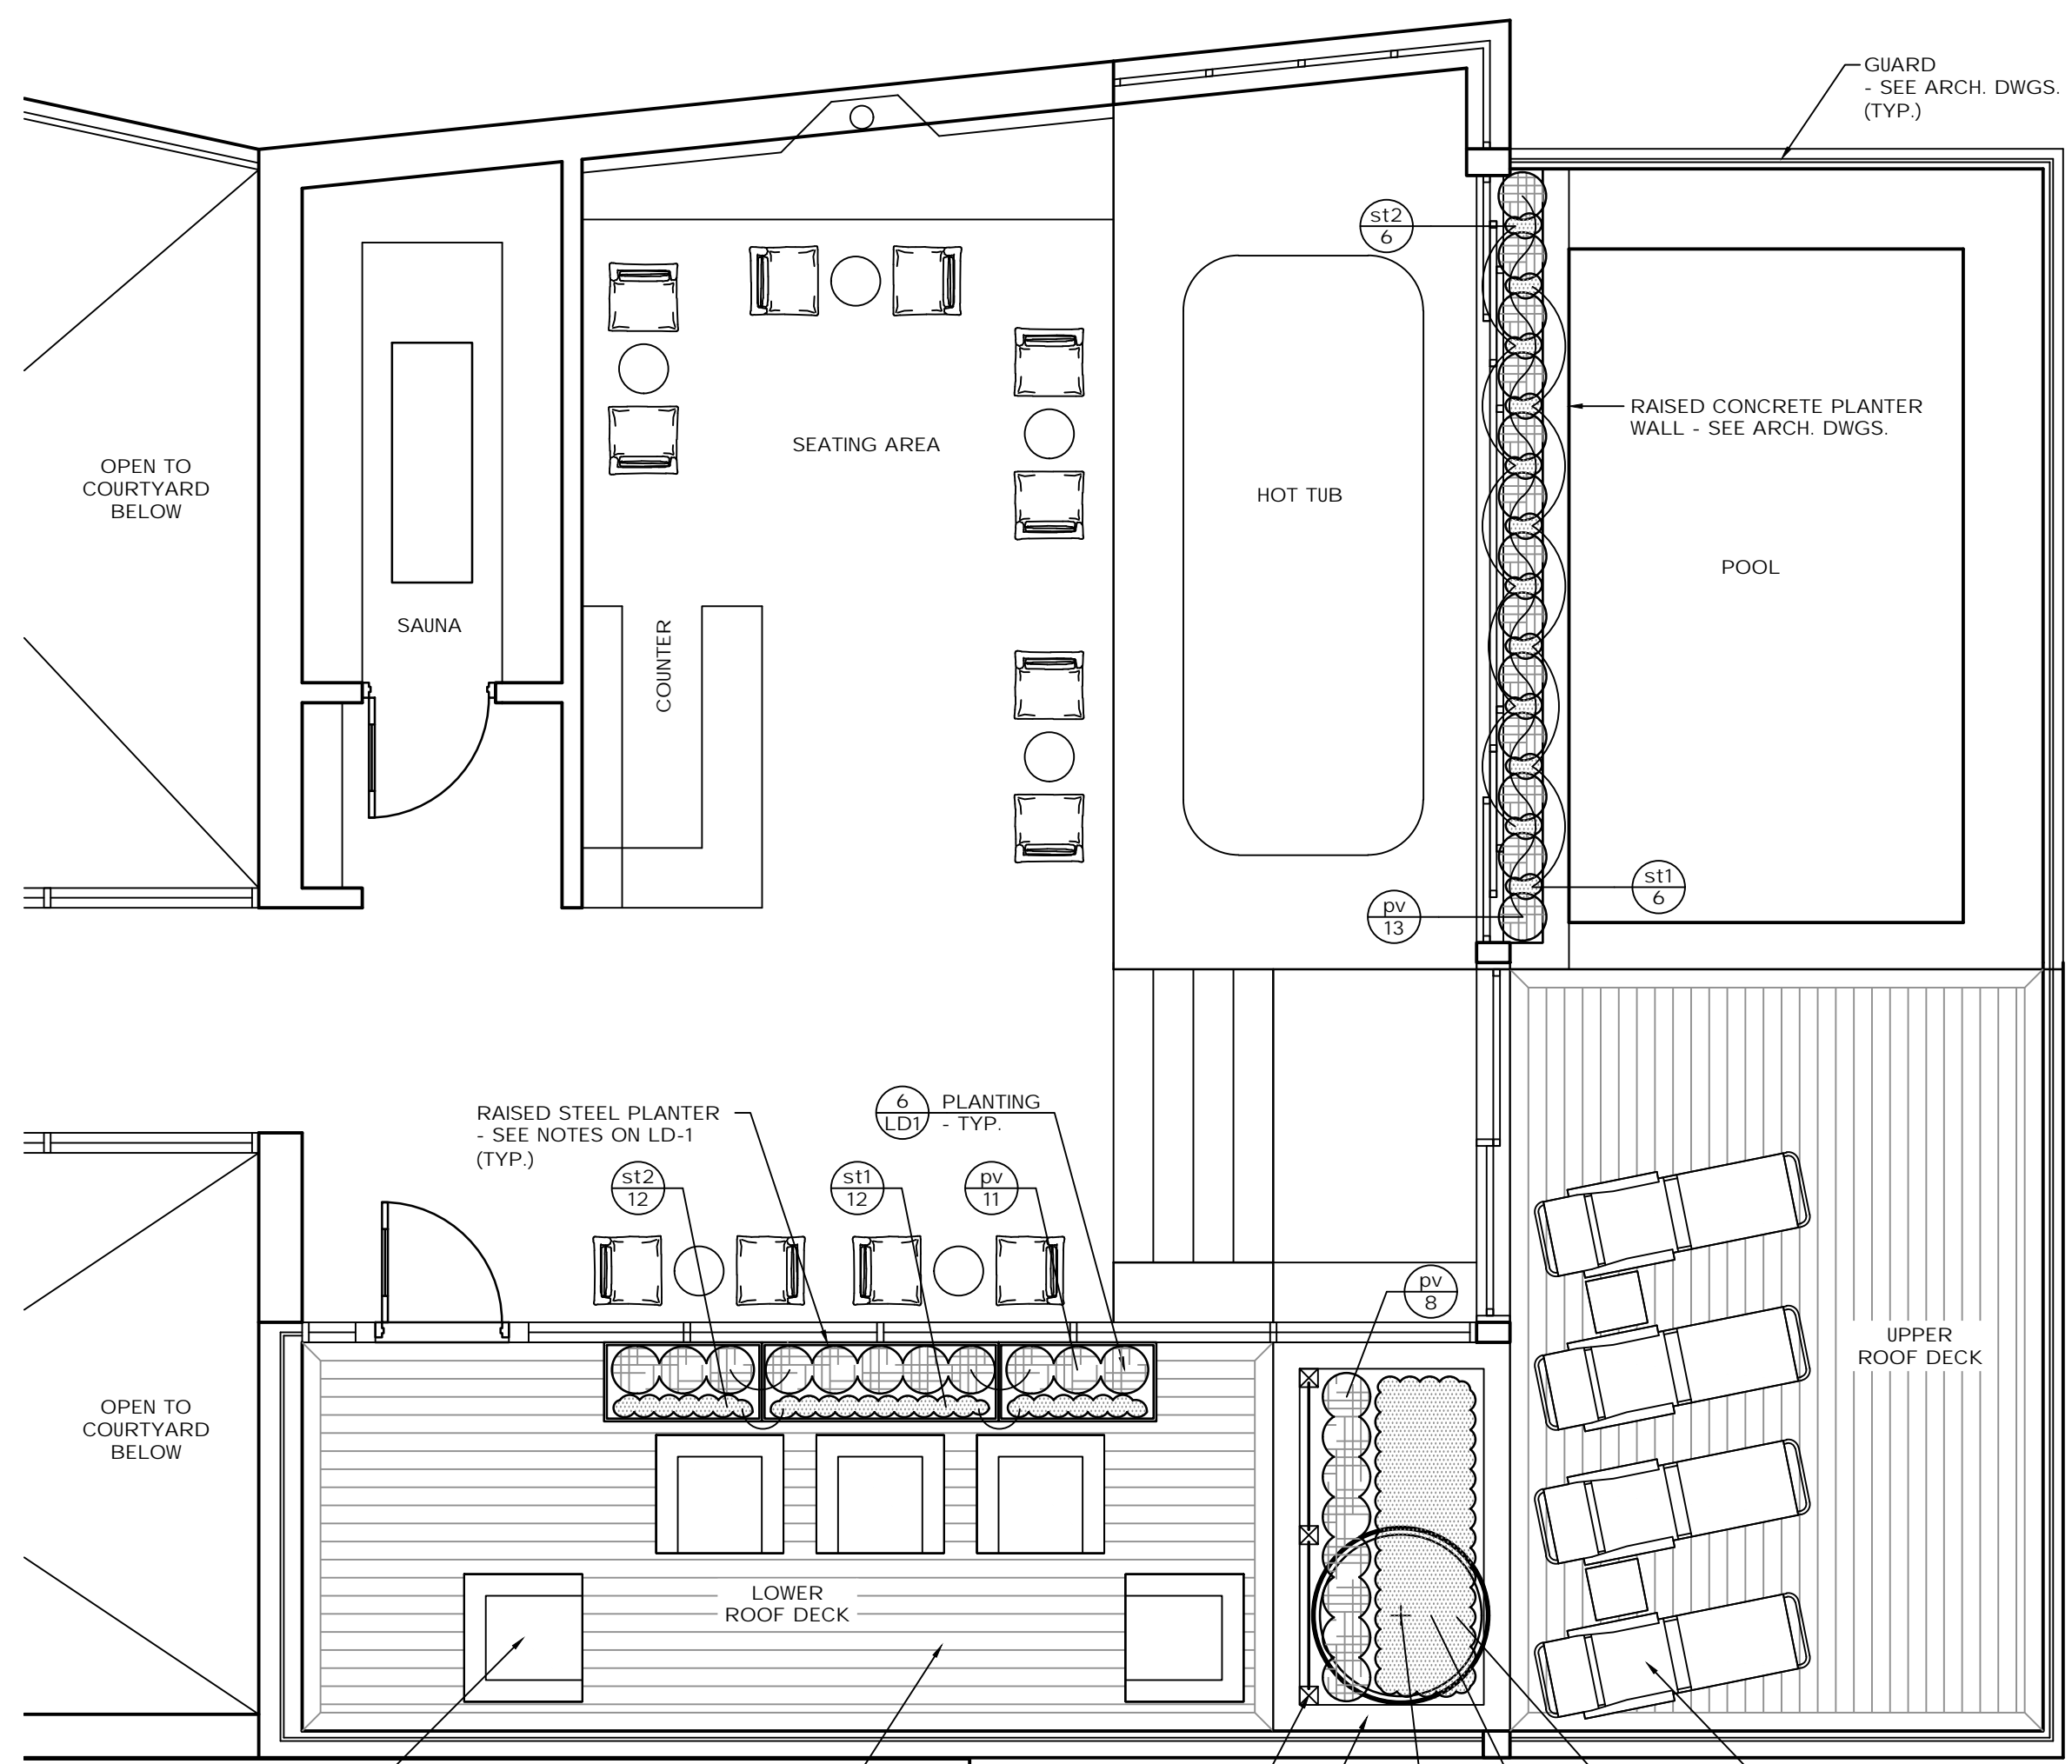 GUARD
- SEE ARCH. DWGS.
(TYP.)
st2
6
RAISED CONCRETE PLANTER
WALL - SEE ARCH. DWGS.
SEATING AREA
OPEN TO
COURTYARD
BELOW
HOT TUB
POOL
SAUNA
COUNTER
st1
6
pv
13
RAISED STEEL PLANTER
- SEE NOTES ON LD-1
(TYP.)
6
LD1
PLANTING
- TYP.
st2
12
st1
12
pv
11
pv
8
UPPER
ROOF DECK
OPEN TO
COURTYARD
BELOW
LOWER
ROOF DECK